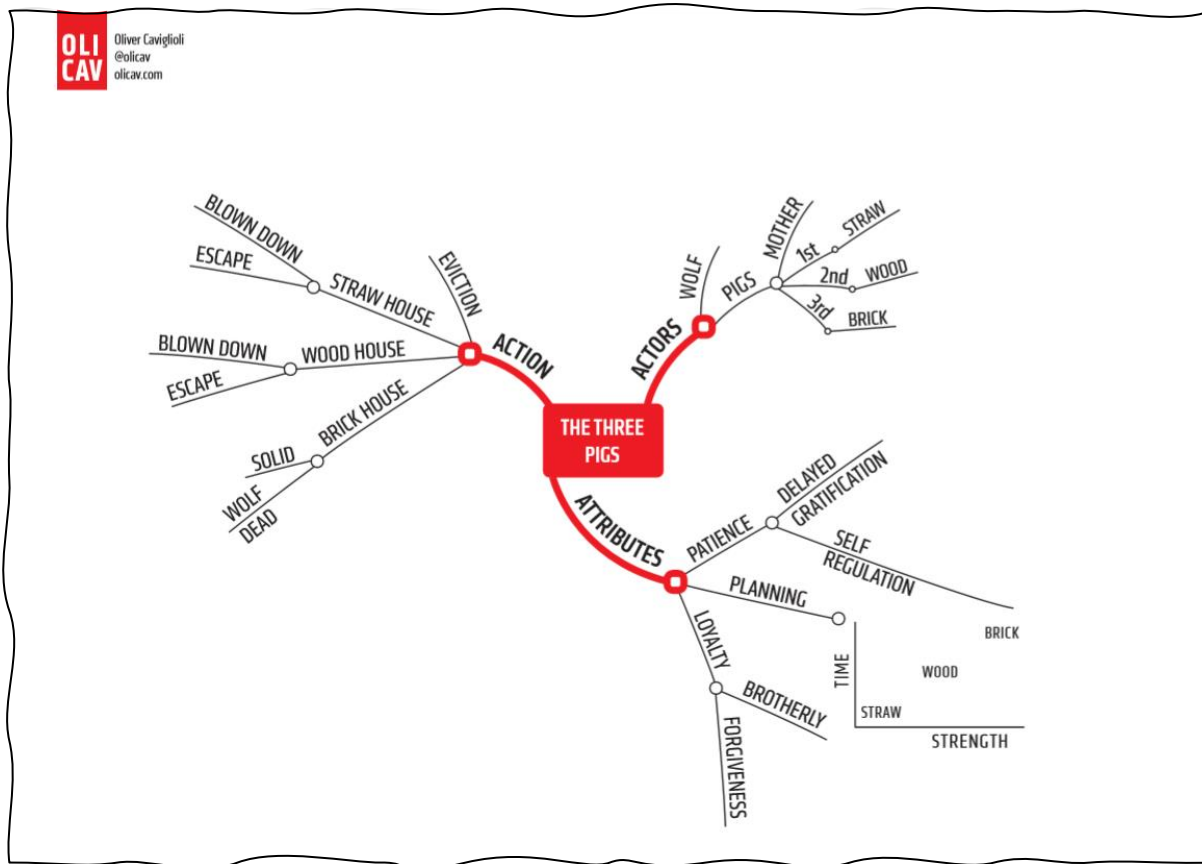 OLI
CAV
Oliver Caviglioli
@olicav
olicav.com
THE THREE
PIGS
ACTION
EVICTION
STRAW HOUSE
BLOWN DOWN
ESCAPE
WOOD HOUSE
BLOWN DOWN
ESCAPE
BRICK HOUSE
SOLID
WOLF
DEAD
ACTORS
WOLF
PIGS
MOTHER
1st
STRAW
2nd
WOOD
3rd
BRICK
ATTRIBUTES
PATIENCE
DELAYED
GRATIFICATION
SELF
REGULATION
PLANNING
TIME
BRICK
WOOD
STRAW
STRENGTH
LOYALTY
BROTHERLY
FORGIVENESS